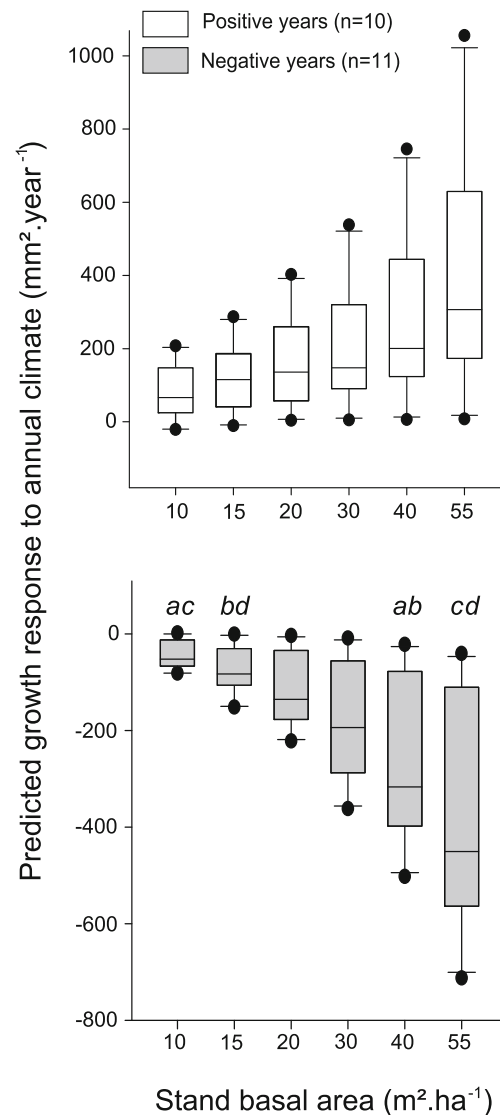 Positive years (n=10)
Negative years (n=11)
Predicted growth response to annual climate (mm².year⁻¹)
1000
800
600
400
200
0
10 15 20 30 40 55
ac bd ab cd
0
-200
-400
-600
-800
10 15 20 30 40 55
Stand basal area (m².ha⁻¹)